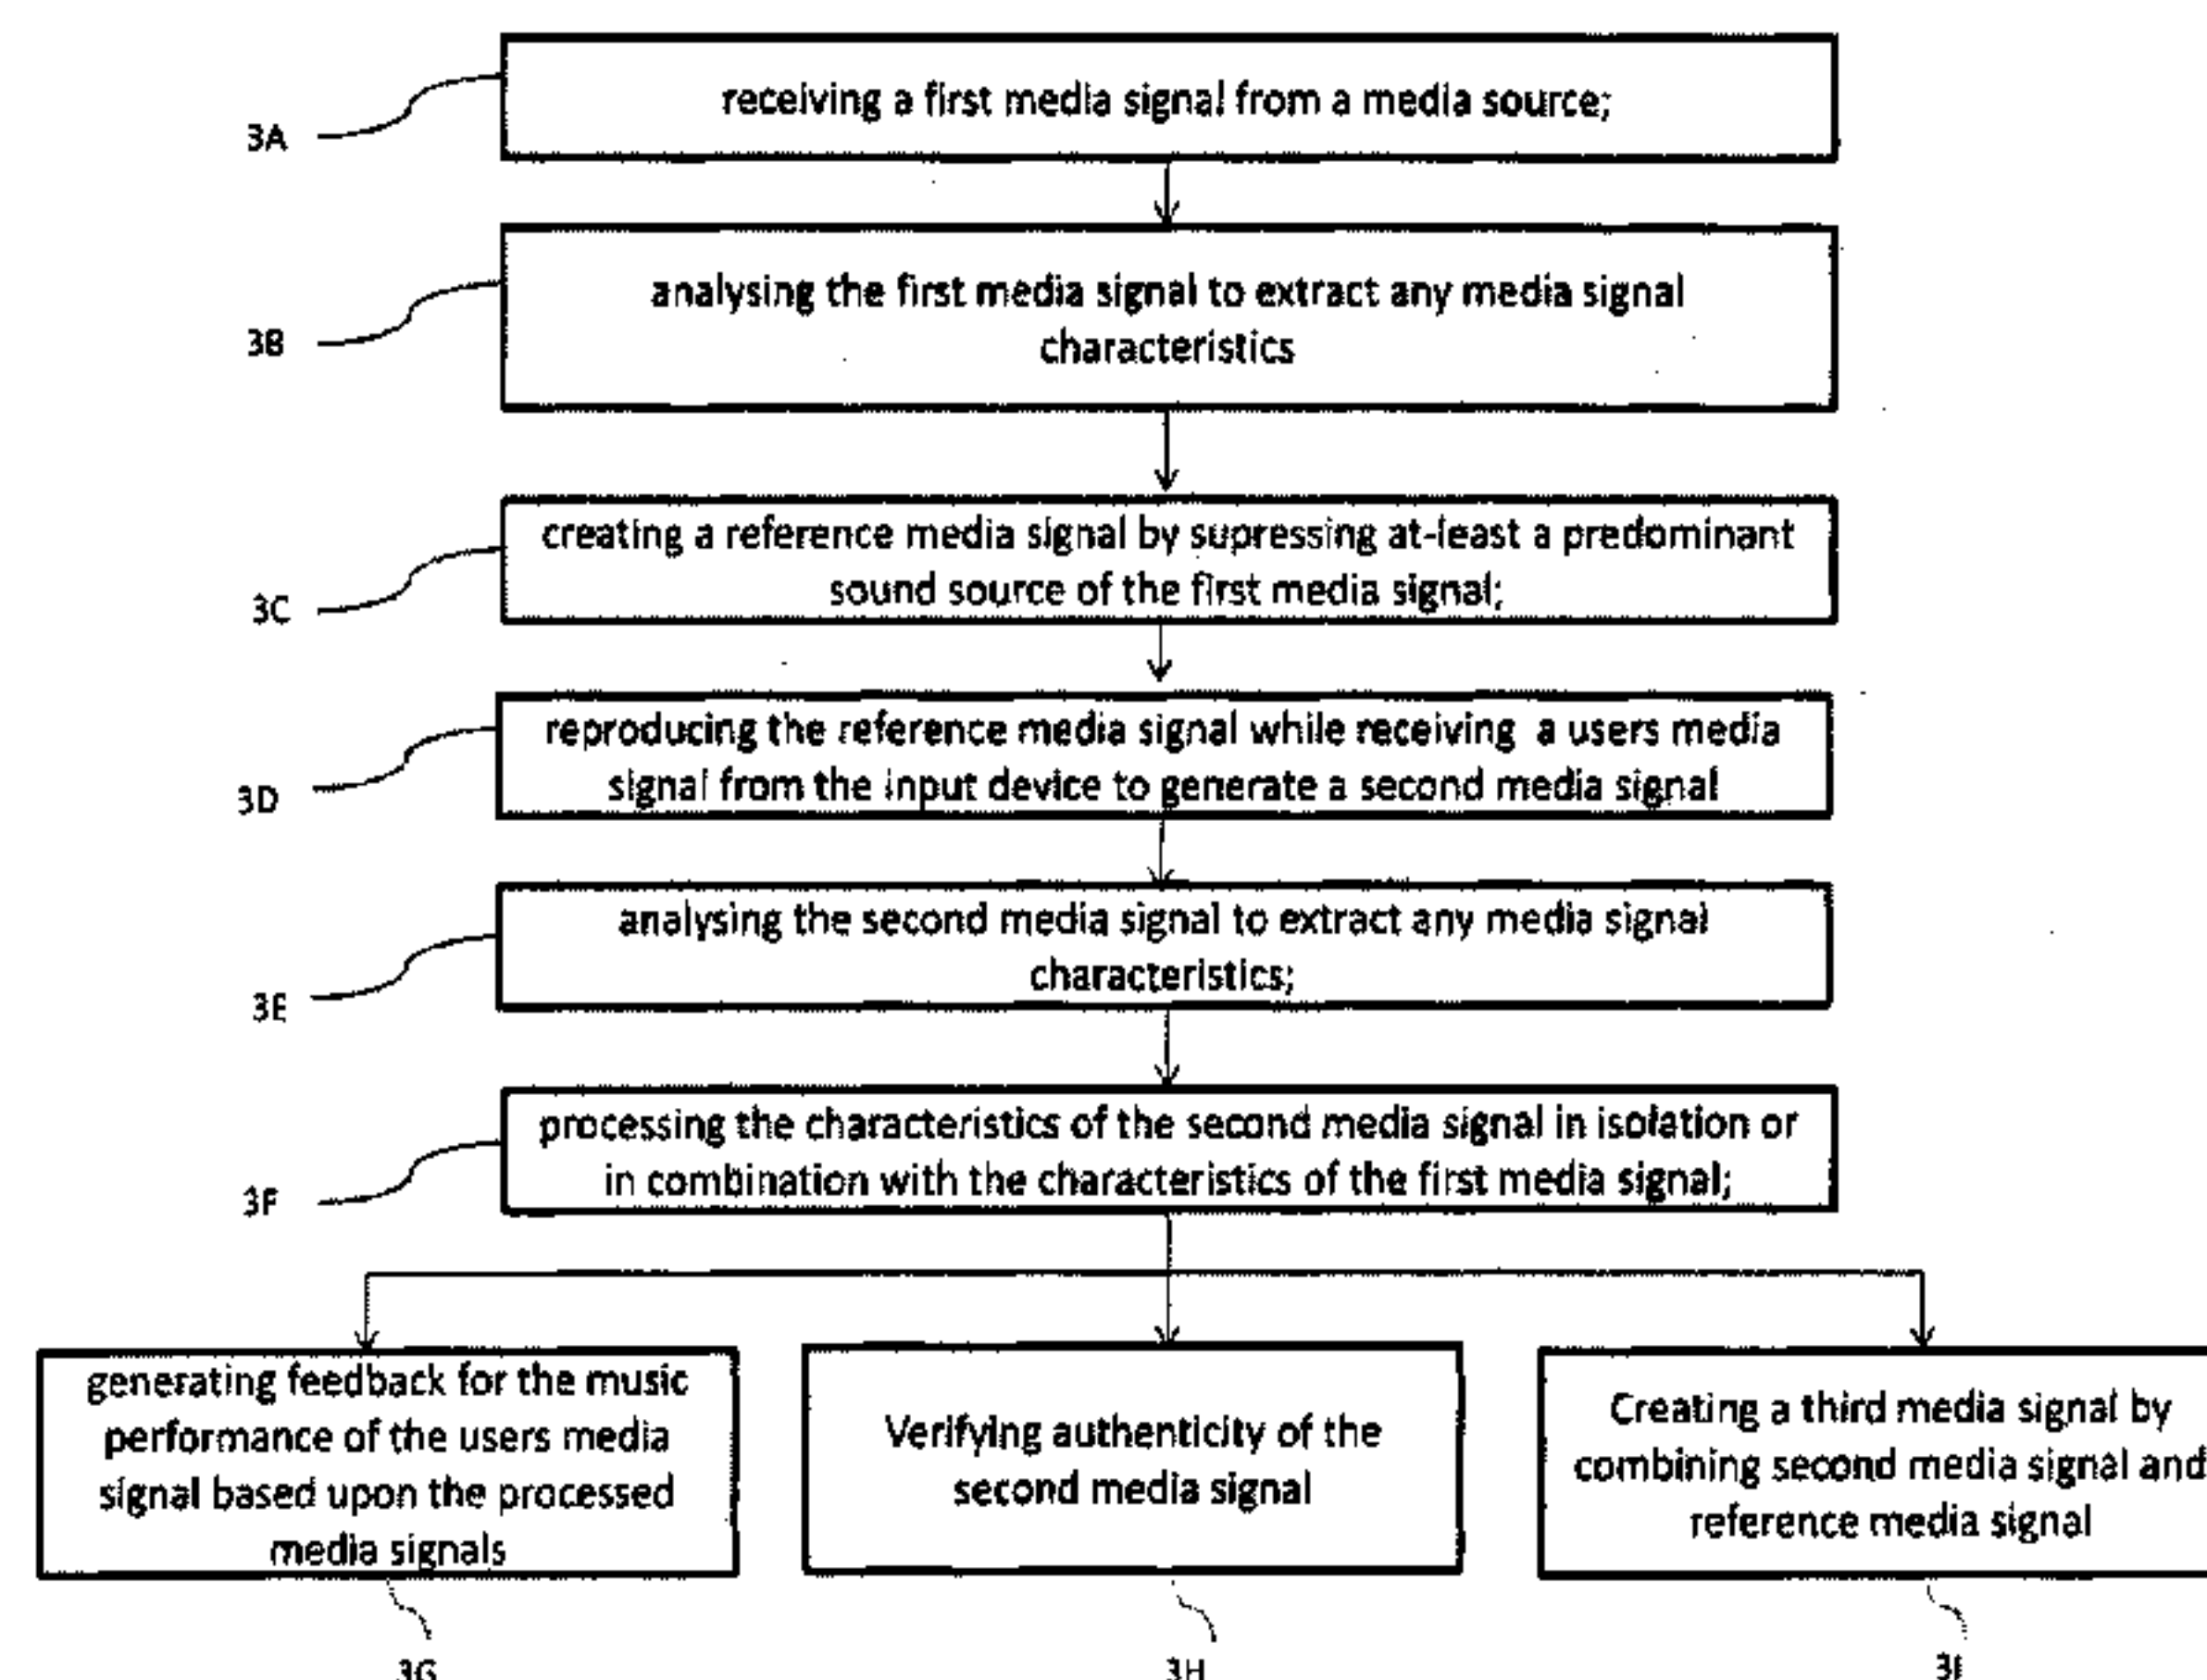 receiving a first media signal from a media source;
3A
analysing the first media signal to extract any media signal
characteristics
3B
creating a reference media signal by supressing at-least a predominant
sound source of the first media signal;
3C
reproducing the reference media signal while receiving a users media
signal from the input device to generate a second media signal
3D
analysing the second media signal to extract any media signal
characteristics;
3E
processing the characteristics of the second media signal in isolation or
in combination with the characteristics of the first media signal;
3F
generating feedback for the music
performance of the users media
signal based upon the processed
media signals
Verifying authenticity of the
second media signal
Creating a third media signal by
combining second media signal and
reference media signal
3G
3H
3I